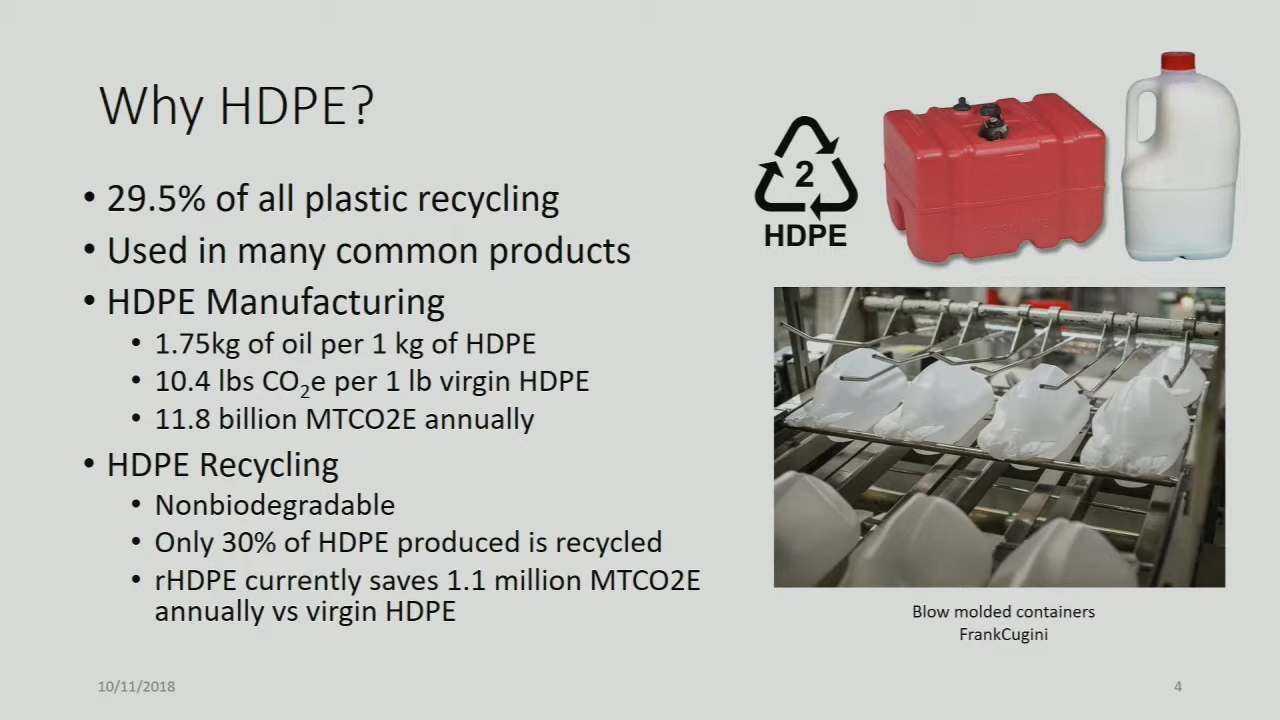 Why HDPE?
• 29.5% of all plastic recycling
• Used in many common products
• HDPE Manufacturing
• 1.75kg of oil per 1 kg of HDPE
• 10.4 lbs CO₂e per 1 lb virgin HDPE
• 11.8 billion MTCO2E annually
• HDPE Recycling
• Nonbiodegradable
• Only 30% of HDPE produced is recycled
• rHDPE currently saves 1.1 million MTCO2E
annually vs virgin HDPE
2
HDPE
Blow molded containers
FrankCugini
10/11/2018
4